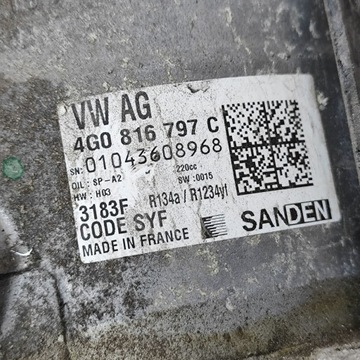 VW AG
4G0 816 797 C
SN: 01043608968
OIL: SP-A2 220cc
HW: H03 SW:0015
3183F R134a / R1234yf
CODE SYF
MADE IN FRANCE
SANDEN